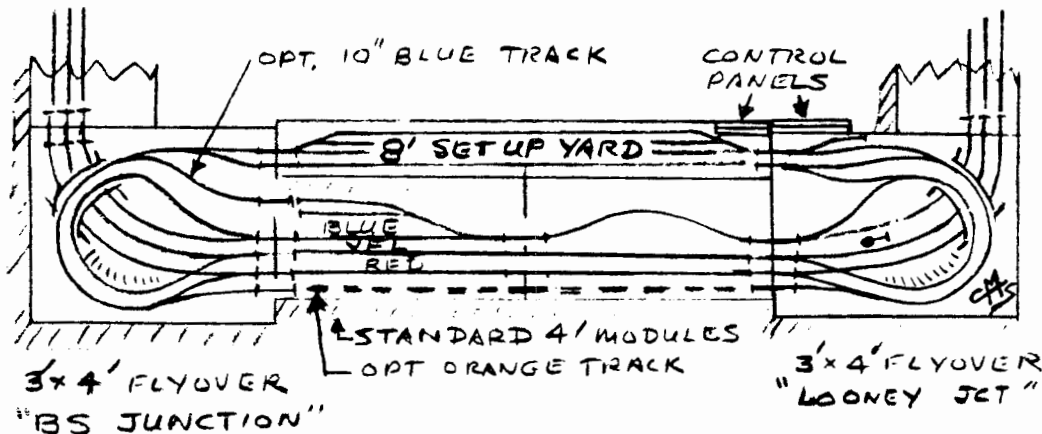 OPT. 10" BLUE TRACK
CONTROL
PANELS
8' SET UP YARD
BLUE
YEL
RED
STANDARD 4' MODULES
OPT ORANGE TRACK
3'x 4' FLYOVER
"BS JUNCTION"
3'x 4' FLYOVER
"LOONEY JCT"
CMS